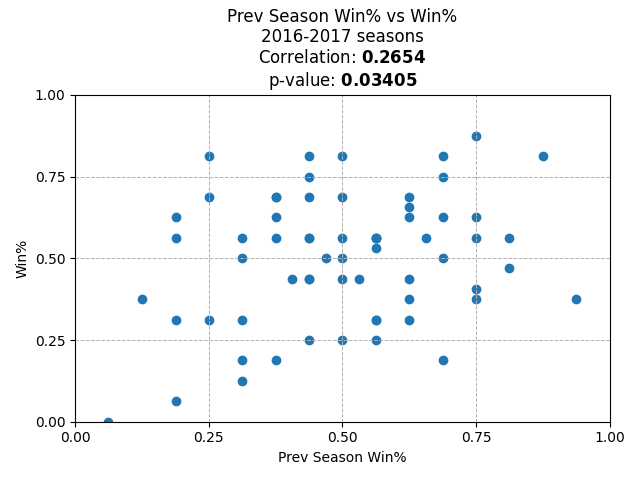 Prev Season Win% vs Win%
2016-2017 seasons
Correlation: 0.2654
p-value: 0.03405
1.00
0.75
0.50
0.25
0.00
Win%
0.00 0.25 0.50 0.75 1.00
Prev Season Win%